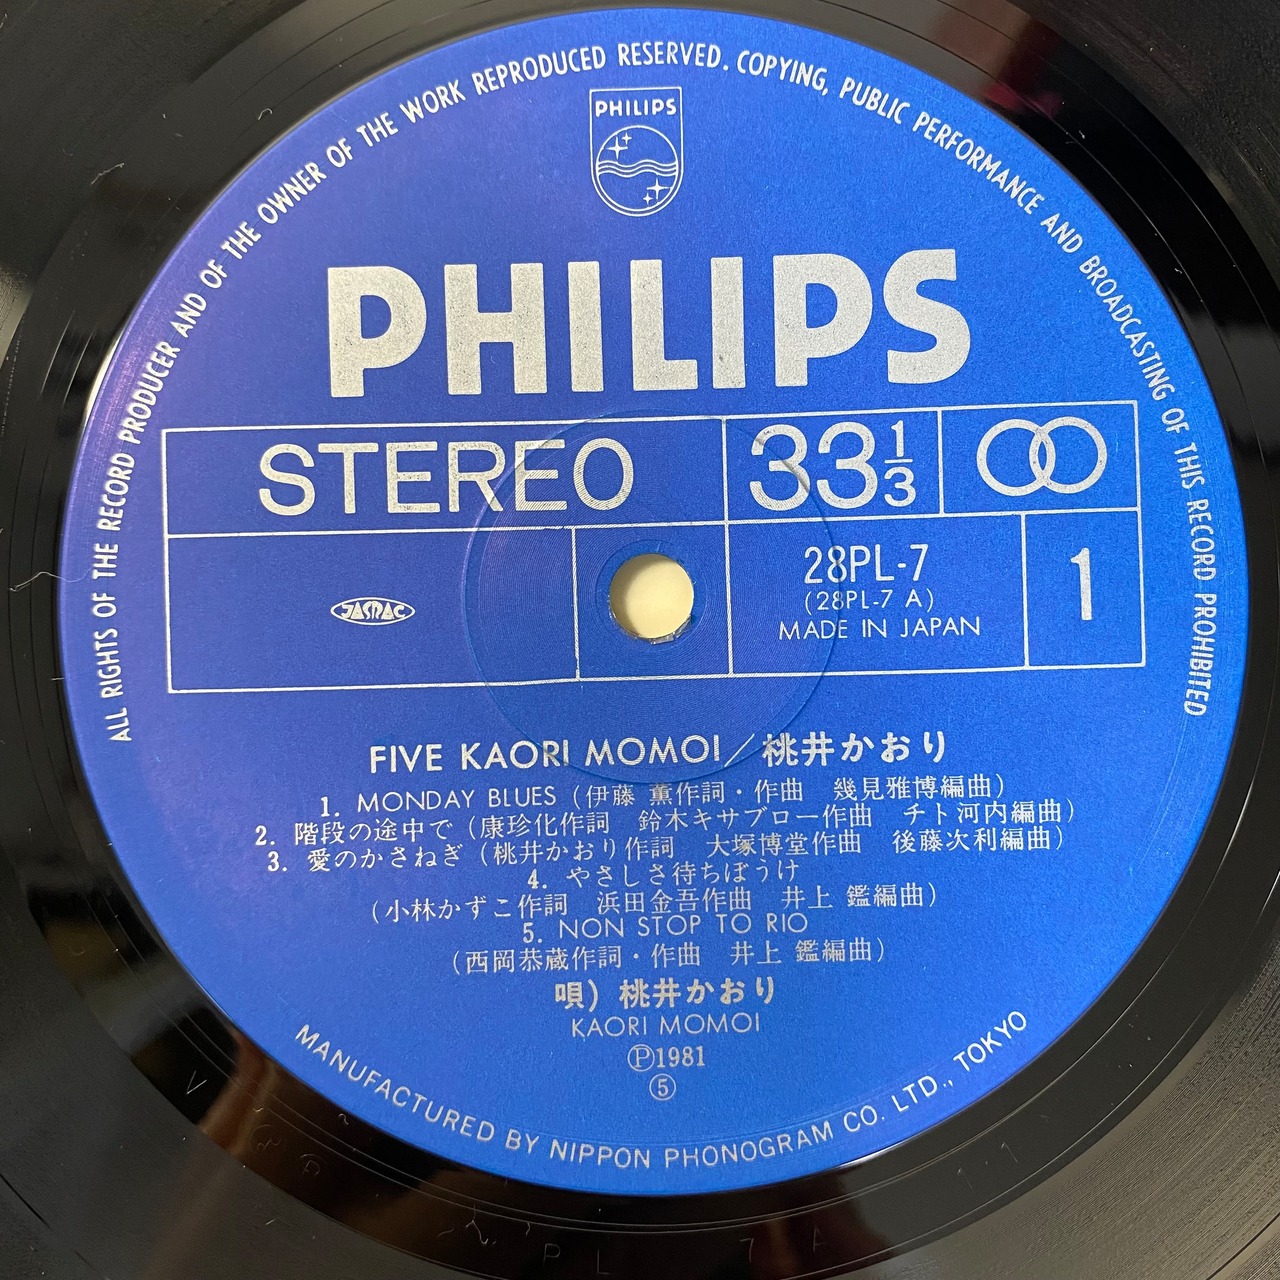 ALL RIGHTS OF THE RECORD PRODUCER AND OF THE OWNER OF THE WORK REPRODUCED RESERVED. COPYING, PUBLIC PERFORMANCE AND BROADCASTING OF THIS RECORD PROHIBITED
PHILIPS
PHILIPS
STEREO 33 1/3
JASRAC
28PL-7
(28PL-7 A)
MADE IN JAPAN
1
FIVE KAORI MOMOI／桃井かおり
1. MONDAY BLUES (伊藤 薫作詞・作曲 幾見雅博編曲)
2. 階段の途中で (康珍化作詞 鈴木キサブロー作曲 チト河内編曲)
3. 愛のかさねぎ (桃井かおり作詞 大塚博堂作曲 後藤次利編曲)
4. やさしさ待ちぼうけ
(小林かずこ作詞 浜田金吾作曲 井上 鑑編曲)
5. NON STOP TO RIO
(西岡恭蔵作詞・作曲 井上 鑑編曲)
唄) 桃井かおり
KAORI MOMOI
Ⓟ1981
⑤
MANUFACTURED BY NIPPON PHONOGRAM CO. LTD., TOKYO
PL 7 A